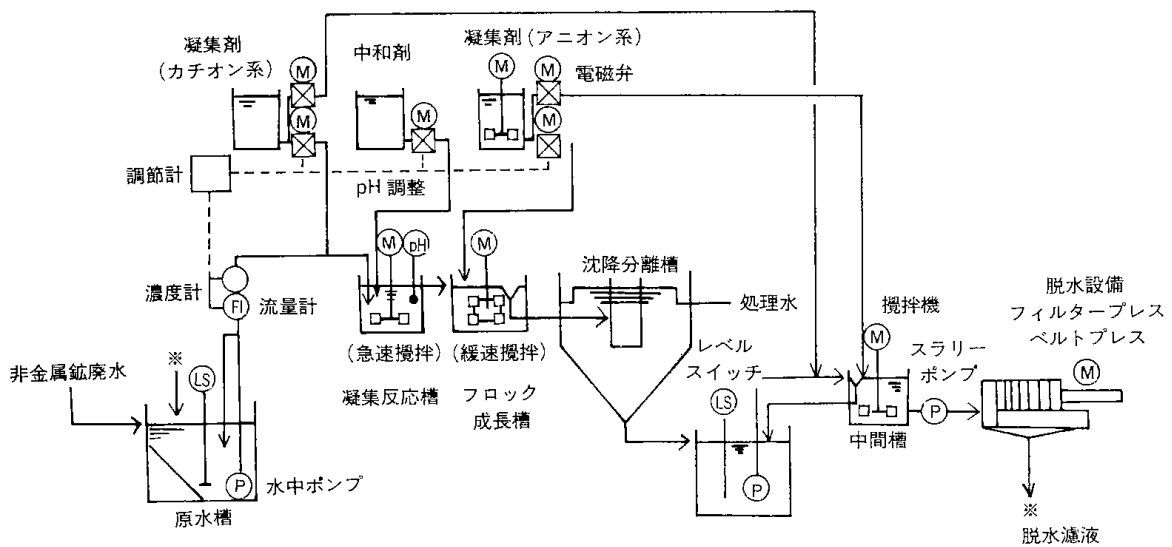 凝集剤
(カチオン系)
中和剤
凝集剤(アニオン系)
電磁弁
M
M
M
M
M
M
調節計
pH 調整
濃度計
FI
流量計
M
pH
M
沈降分離槽
処理水
(急速攪拌)
(緩速攪拌)
凝集反応槽
フロック
成長槽
非金属鉱廃水
※
LS
P
水中ポンプ
原水槽
レベル
スイッチ
LS
P
攪拌機
M
スラリー
ポンプ
P
中間槽
脱水設備
フィルタープレス
ベルトプレス
M
※
脱水濾液